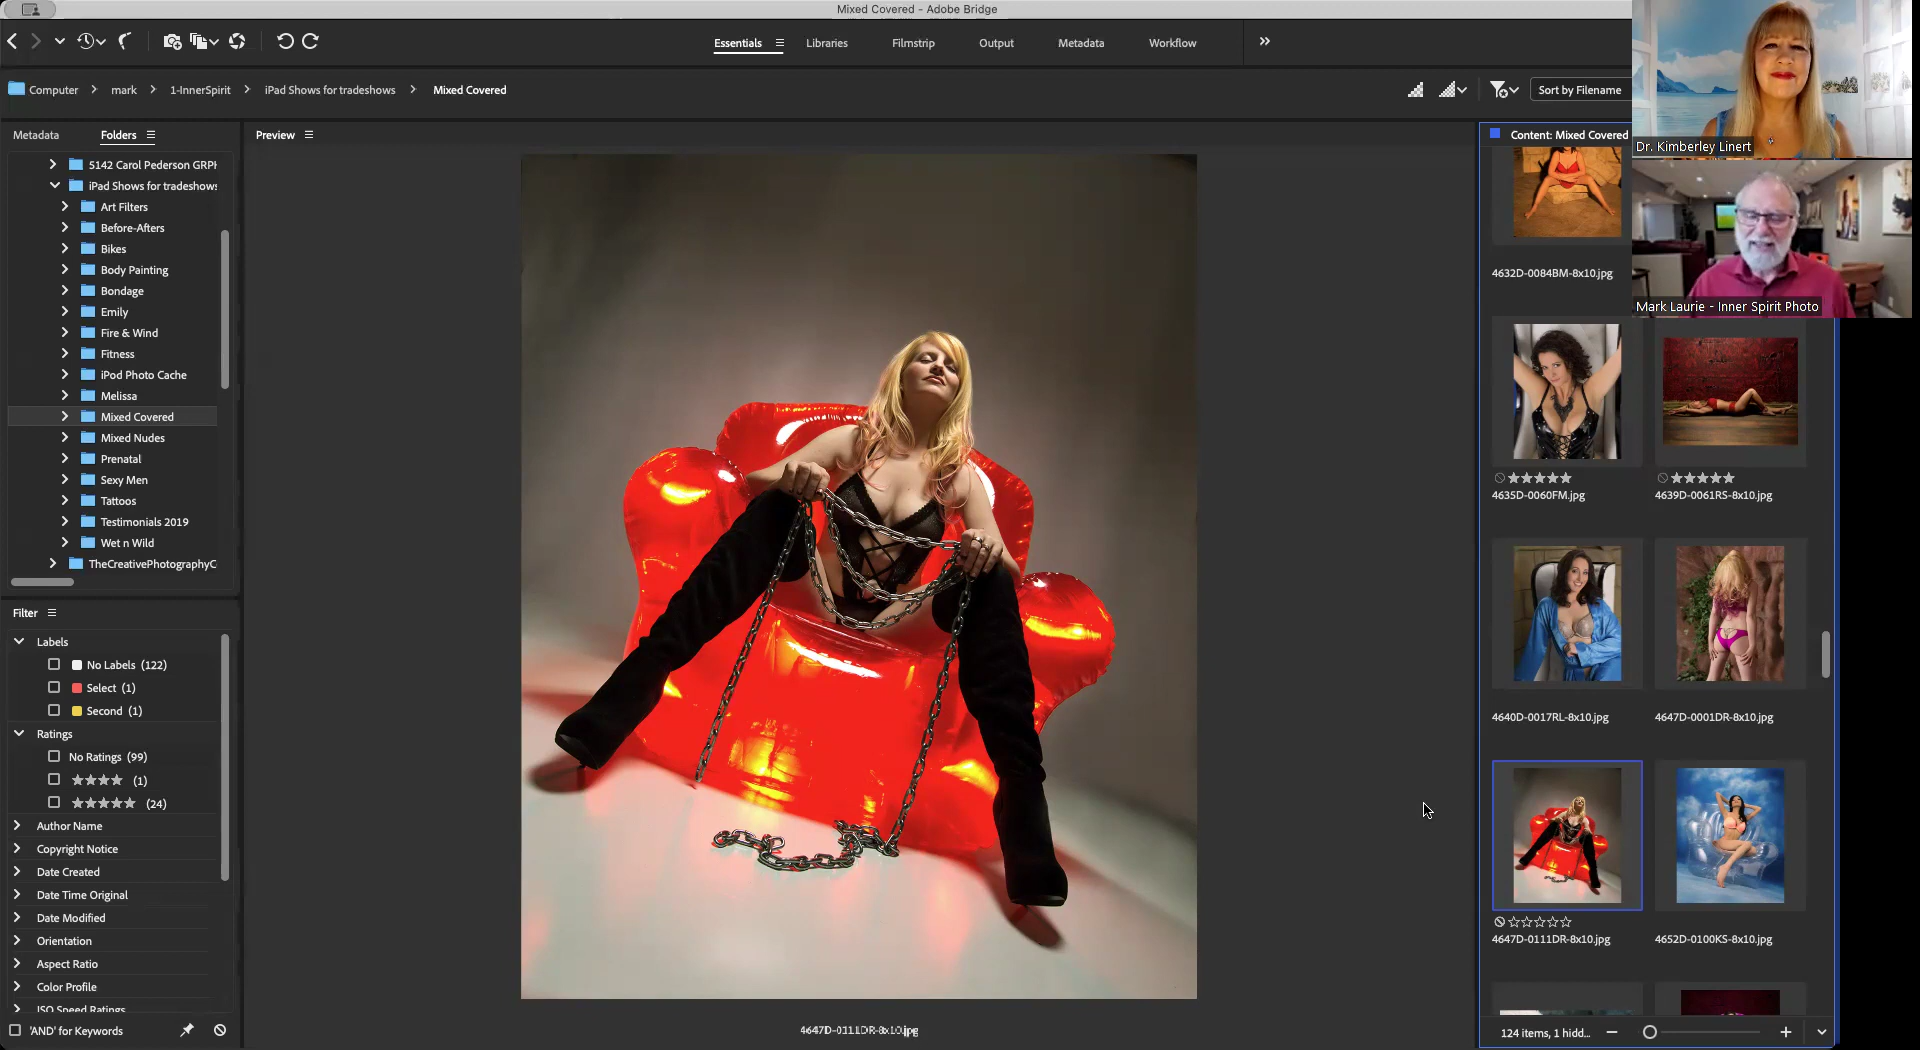 Mixed Covered - Adobe Bridge
Essentials
Libraries
Filmstrip
Output
Metadata
Workflow
Computer
mark
1-InnerSpirit
iPad Shows for tradeshows
Mixed Covered
Sort by Filename
Metadata
Folders
5142 Carol Pederson GRPH
iPad Shows for tradeshows
Art Filters
Before-Afters
Bikes
Body Painting
Bondage
Emily
Fire & Wind
Fitness
iPod Photo Cache
Melissa
Mixed Covered
Mixed Nudes
Prenatal
Sexy Men
Tattoos
Testimonials 2019
Wet n Wild
TheCreativePhotographyC
Filter
Labels
No Labels (122)
Select (1)
Second (1)
Ratings
No Ratings (99)
(1)
(24)
Author Name
Copyright Notice
Date Created
Date Time Original
Date Modified
Orientation
Aspect Ratio
Color Profile
ISO Speed Ratings
'AND' for Keywords
Preview
4647D-0111DR-8x10.jpg
Content: Mixed Covered
Dr. Kimberley Linert
Mark Laurie - Inner Spirit Photo
4632D-0084BM-8x10.jpg
4635D-0060FM.jpg
4639D-0061RS-8x10.jpg
4640D-0017RL-8x10.jpg
4647D-0001DR-8x10.jpg
4647D-0111DR-8x10.jpg
4652D-0100KS-8x10.jpg
124 items, 1 hidd...